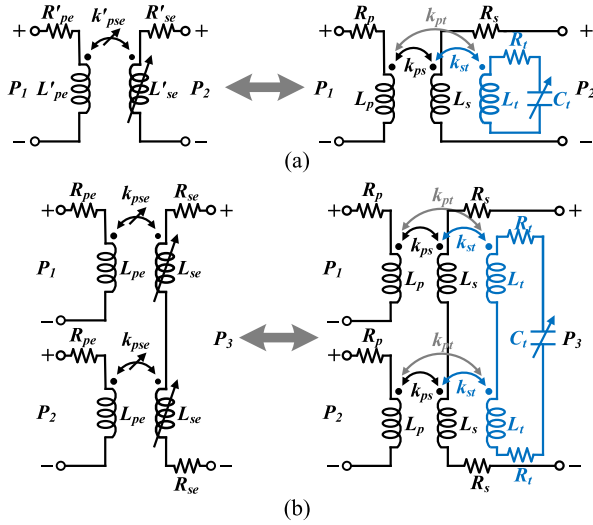 R'pe k'pse R'se kpt Rs
+ + + Rp + Rt
P1 L'pe L'se P2 P1 Lp kps Ls kst Lt Ct P2
− − − −
(a)
Rpe kpse Rse Rp kpt Rs
+ + + + Rt
P1 Lpe Lse P1 Lp kps Ls kst Lt
− −
Rpe kpse P3 Rp kpt Ct P3
+ +
P2 Lpe Lse P2 Lp kps Ls kst Lt
− Rse − − Rs Rt −
(b)